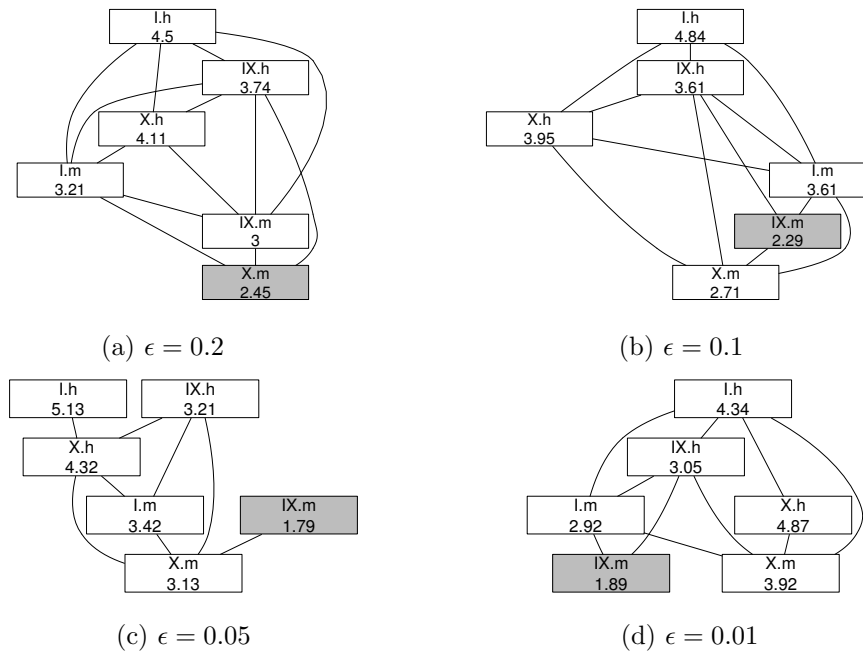 I.h
4.5
IX.h
3.74
X.h
4.11
I.m
3.21
IX.m
3
X.m
2.45
(a) ϵ = 0.2
I.h
4.84
IX.h
3.61
X.h
3.95
I.m
3.61
IX.m
2.29
X.m
2.71
(b) ϵ = 0.1
I.h
5.13
IX.h
3.21
X.h
4.32
I.m
3.42
IX.m
1.79
X.m
3.13
(c) ϵ = 0.05
I.h
4.34
IX.h
3.05
I.m
2.92
X.h
4.87
IX.m
1.89
X.m
3.92
(d) ϵ = 0.01